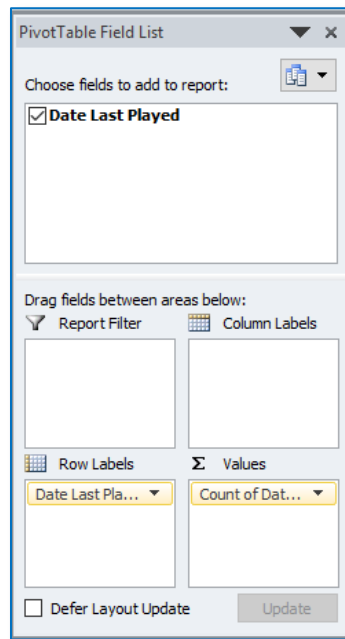 PivotTable Field List
Choose fields to add to report:
Date Last Played
Drag fields between areas below:
Report Filter
Column Labels
Row Labels
Σ Values
Date Last Pla...
Count of Dat...
Defer Layout Update
Update